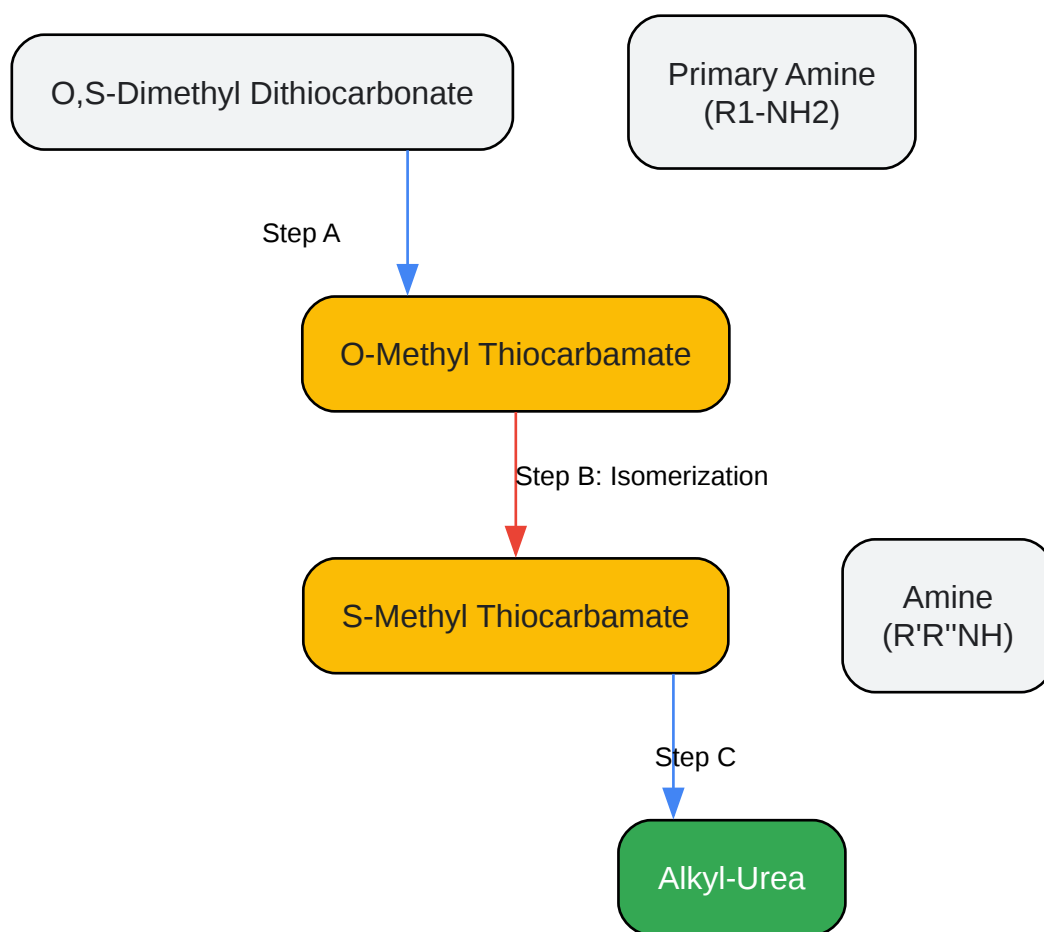 O,S-Dimethyl Dithiocarbonate
Primary Amine
(R1-NH2)
Step A
O-Methyl Thiocarbamate
Step B: Isomerization
S-Methyl Thiocarbamate
Amine
(R'R''NH)
Step C
Alkyl-Urea